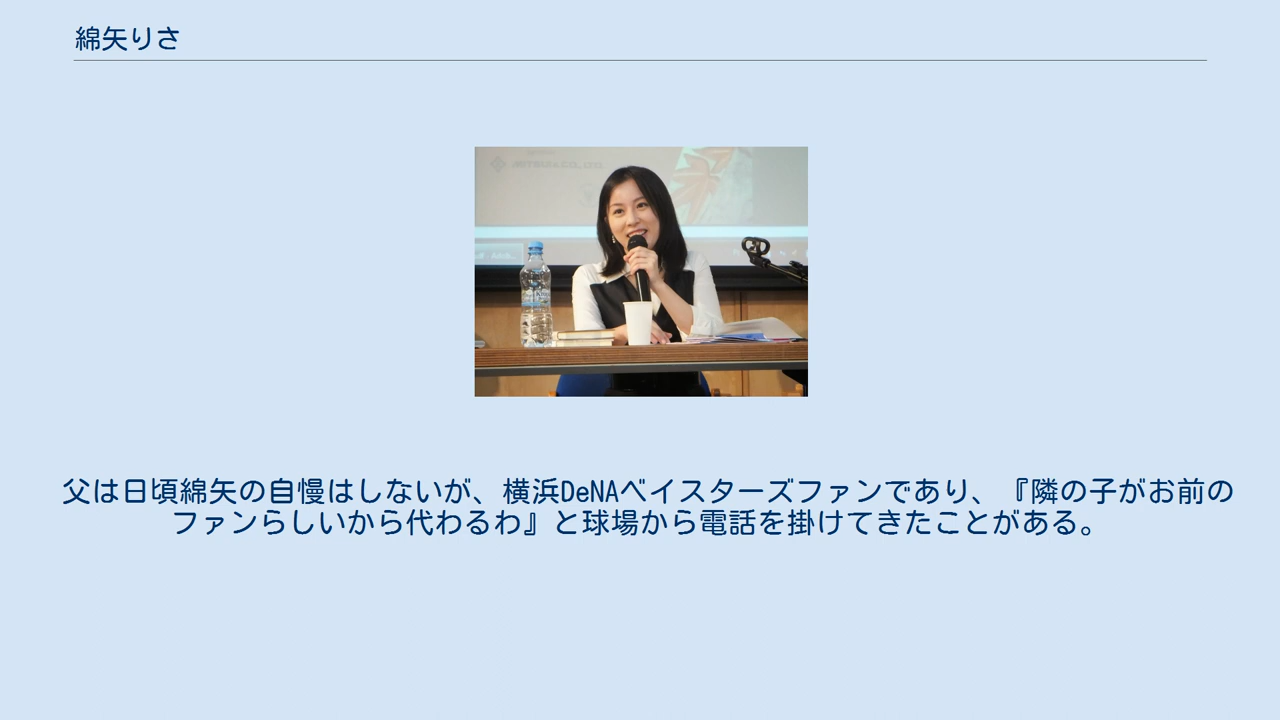 綿矢りさ
父は日頃綿矢の自慢はしないが、横浜DeNAベイスターズファンであり、『隣の子がお前の
ファンらしいから代わるわ』と球場から電話を掛けてきたことがある。